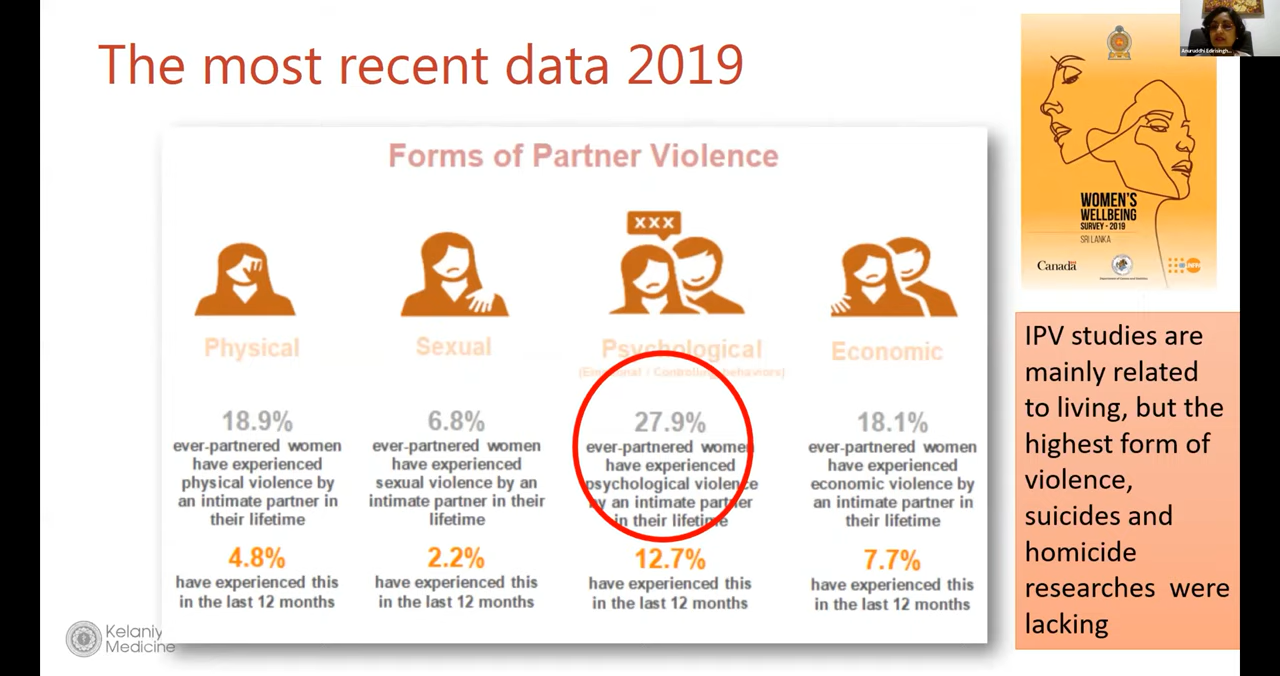 The most recent data 2019
Anuruddhi Edirisingh...
Forms of Partner Violence
XXX
Physical
Sexual
Psychological
(Emotional / Controlling behaviors)
Economic
18.9%
ever-partnered women
have experienced
physical violence by
an intimate partner in
their lifetime
4.8%
have experienced this
in the last 12 months
6.8%
ever-partnered women
have experienced
sexual violence by an
intimate partner in their
lifetime
2.2%
have experienced this
in the last 12 months
27.9%
ever-partnered women
have experienced
psychological violence
by an intimate partner
in their lifetime
12.7%
have experienced this
in the last 12 months
18.1%
ever-partnered women
have experienced
economic violence by
an intimate partner in
their lifetime
7.7%
have experienced this
in the last 12 months
WOMEN'S
WELLBEING
SURVEY - 2019
SRI LANKA
Canada
IPV studies are
mainly related
to living, but the
highest form of
violence,
suicides and
homicide
researches were
lacking
Kelaniy
Medicine